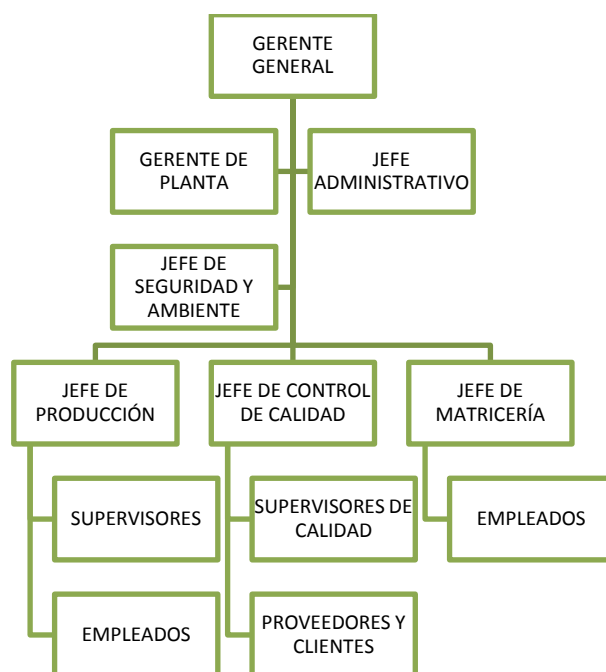 GERENTE
GENERAL
GERENTE DE
PLANTA
JEFE
ADMINISTRATIVO
JEFE DE
SEGURIDAD Y
AMBIENTE
JEFE DE
PRODUCCIÓN
JEFE DE CONTROL
DE CALIDAD
JEFE DE
MATRICERÍA
SUPERVISORES
SUPERVISORES DE
CALIDAD
EMPLEADOS
EMPLEADOS
PROVEEDORES Y
CLIENTES